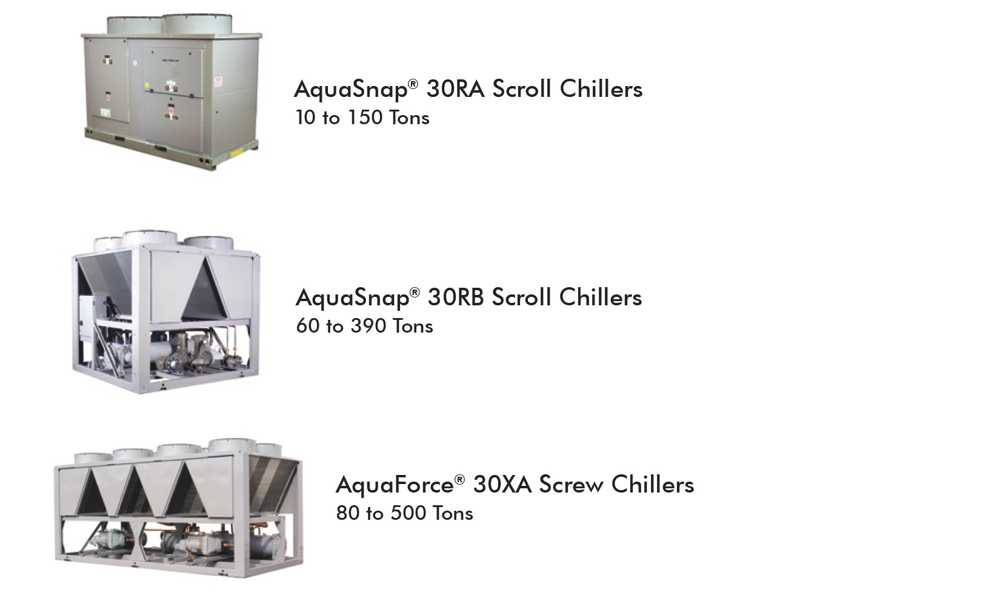 AquaSnap® 30RA Scroll Chillers
10 to 150 Tons
AquaSnap® 30RB Scroll Chillers
60 to 390 Tons
AquaForce® 30XA Screw Chillers
80 to 500 Tons